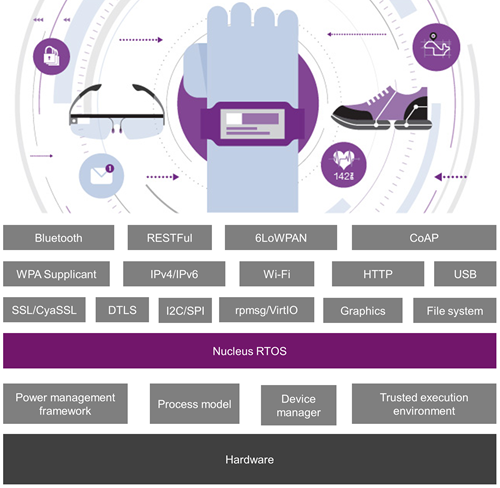 142
Bluetooth
RESTFul
6LoWPAN
CoAP
WPA Supplicant
IPv4/IPv6
Wi-Fi
HTTP
USB
SSL/CyaSSL
DTLS
I2C/SPI
rpmsg/VirtIO
Graphics
File system
Nucleus RTOS
Power management
framework
Process model
Device
manager
Trusted execution
environment
Hardware